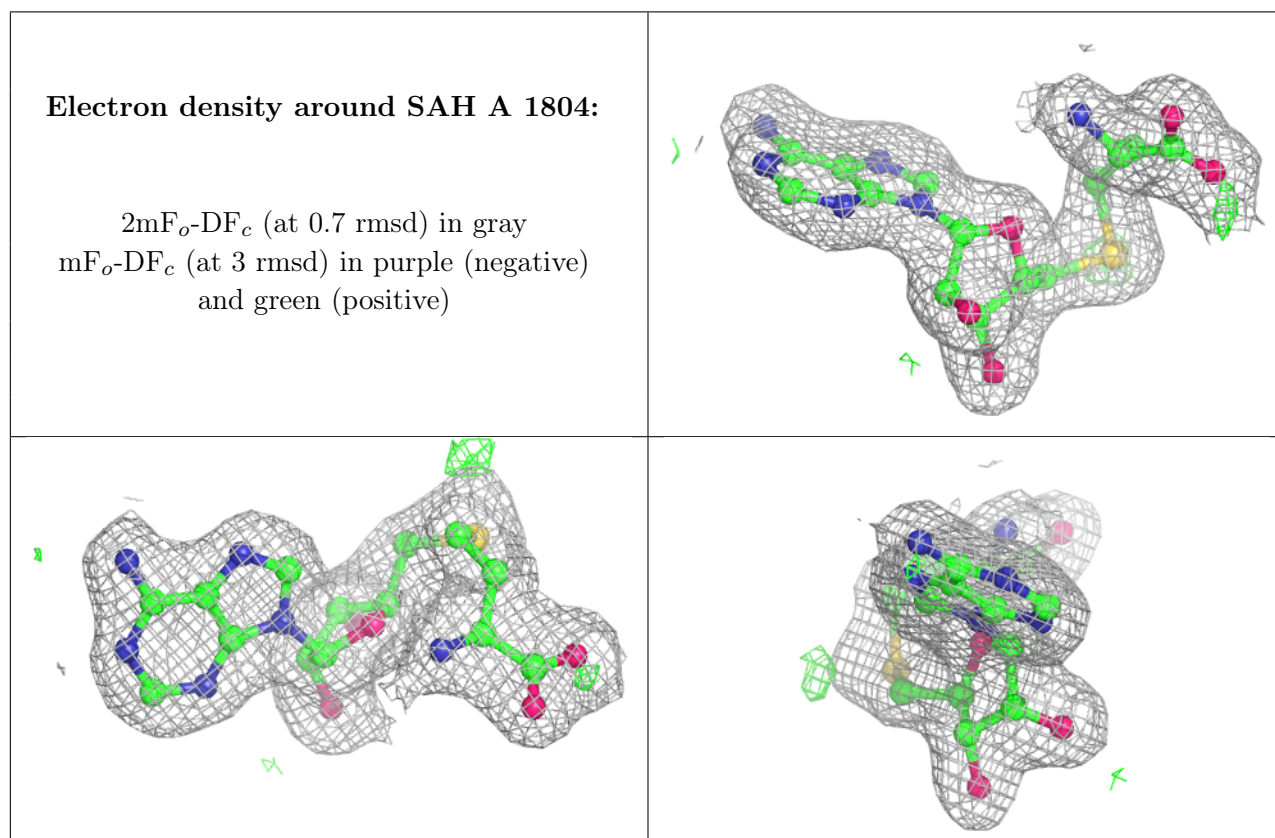 Electron density around SAH A 1804:
2mFo-DFc (at 0.7 rmsd) in gray
mFo-DFc (at 3 rmsd) in purple (negative)
and green (positive)